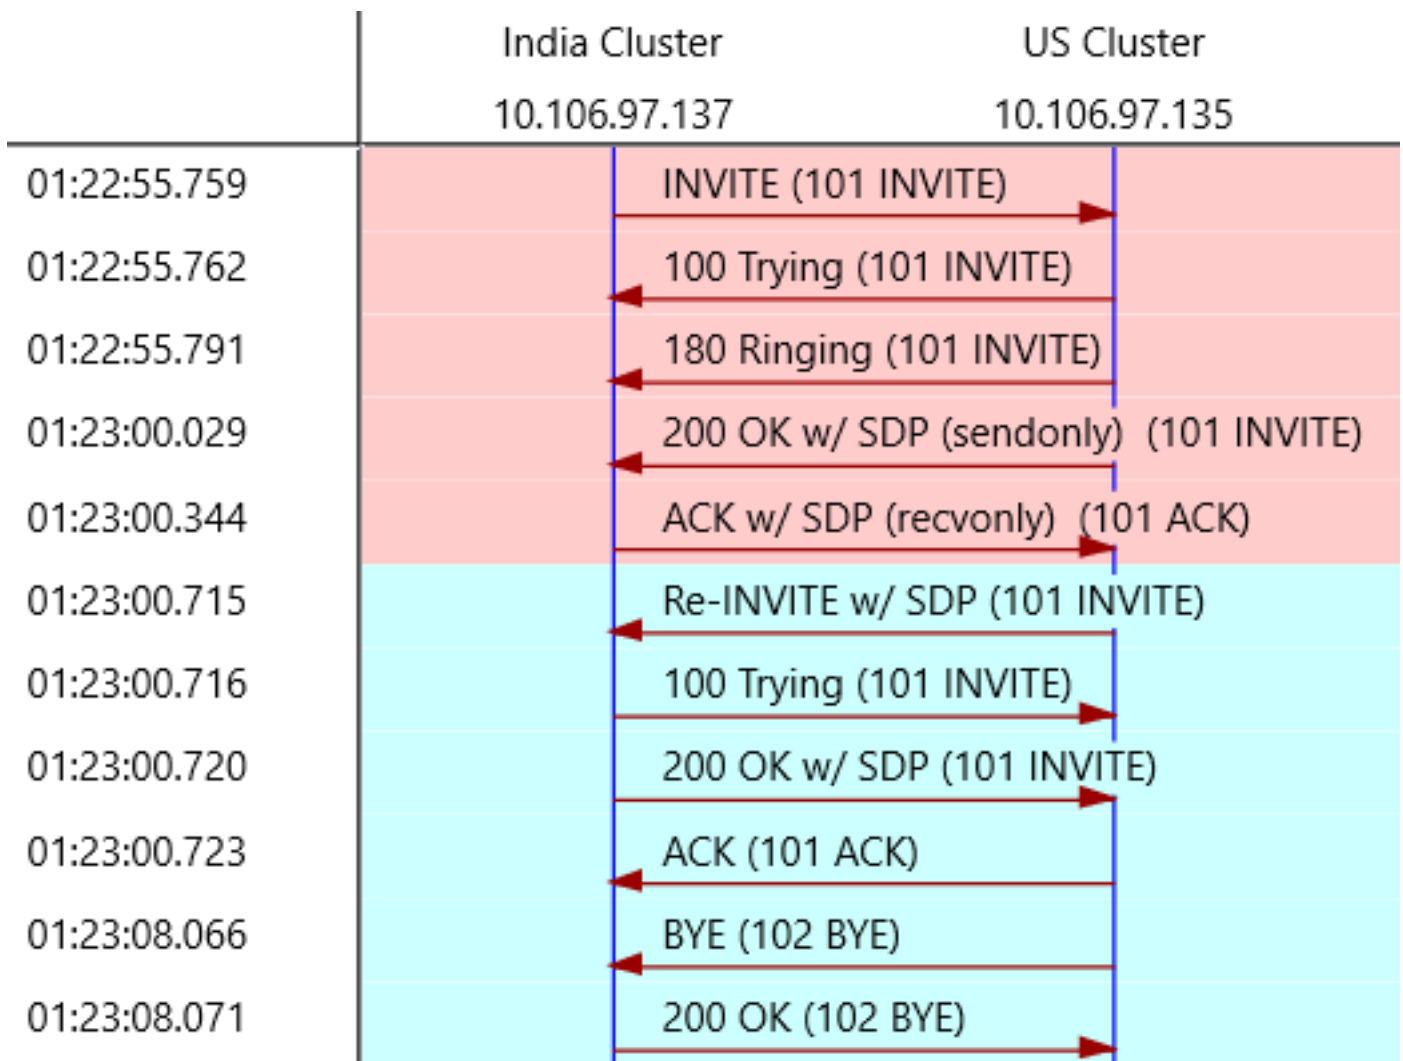 India Cluster US Cluster
10.106.97.137 10.106.97.135
01:22:55.759 INVITE (101 INVITE)
01:22:55.762 100 Trying (101 INVITE)
01:22:55.791 180 Ringing (101 INVITE)
01:23:00.029 200 OK w/ SDP (sendonly) (101 INVITE)
01:23:00.344 ACK w/ SDP (recvonly) (101 ACK)
01:23:00.715 Re-INVITE w/ SDP (101 INVITE)
01:23:00.716 100 Trying (101 INVITE)
01:23:00.720 200 OK w/ SDP (101 INVITE)
01:23:00.723 ACK (101 ACK)
01:23:08.066 BYE (102 BYE)
01:23:08.071 200 OK (102 BYE)